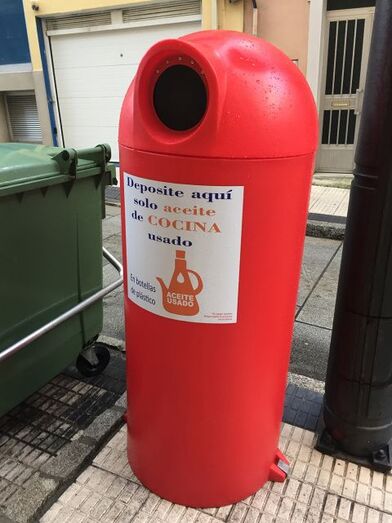 Deposite aquí
solo aceite
de COCINA
usado
En botellas
de plástico
ACEITE
USADO